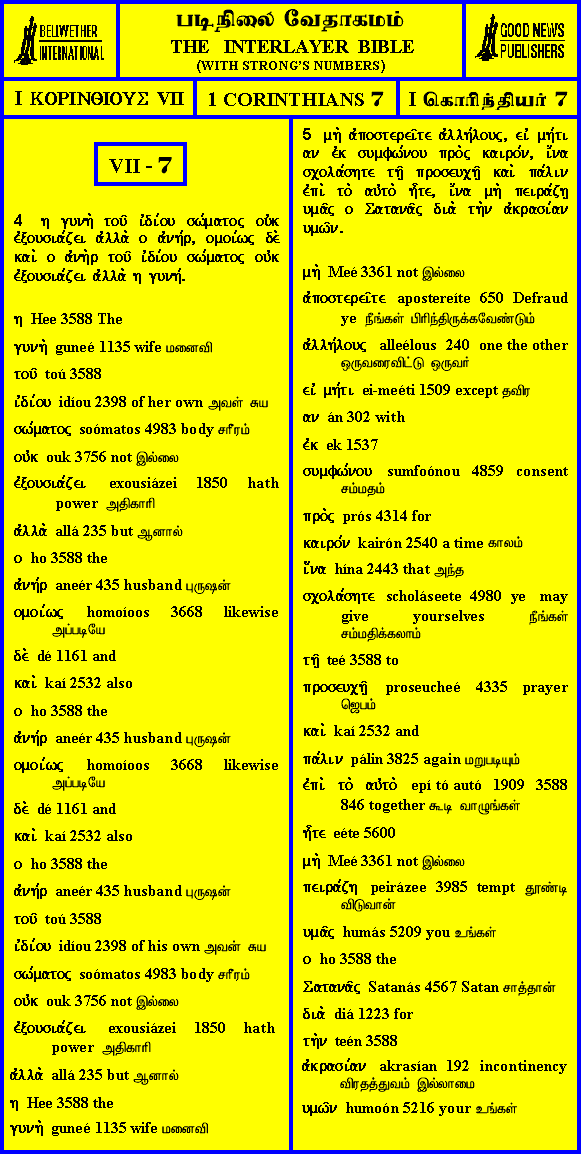 BELLWETHER
INTERNATIONAL
படிநிலை வேதாகமம்
THE INTERLAYER BIBLE
(WITH STRONG'S NUMBERS)
GOOD NEWS
PUBLISHERS
I ΚΟΡΙΝΘΙΟΥΣ VII
1 CORINTHIANS 7
I கொரிந்தியர் 7
VII - 7
4 η γυνὴ τοῦ ἰδίου σώματος οὐκ
ἐξουσιάζει ἀλλὰ ο ἀνήρ, ομοίως δὲ
καὶ ο ἀνὴρ τοῦ ἰδίου σώματος οὐκ
ἐξουσιάζει ἀλλὰ η γυνή.
η Hee 3588 The
γυνὴ guneé 1135 wife மனைவி
τοῦ toú 3588
ἰδίου idíou 2398 of her own அவள் சுய
σώματος soómatos 4983 body சரீரம்
οὐκ ouk 3756 not இல்லை
ἐξουσιάζει exousiázei 1850 hath
power அதிகாரி
ἀλλὰ allá 235 but ஆனால்
ο ho 3588 the
ἀνήρ aneér 435 husband புருஷன்
ομοίως homoíoos 3668 likewise
அப்படியே
δὲ dé 1161 and
καὶ kaí 2532 also
ο ho 3588 the
ἀνήρ aneér 435 husband புருஷன்
ομοίως homoíoos 3668 likewise
அப்படியே
δὲ dé 1161 and
καὶ kaí 2532 also
ο ho 3588 the
ἀνήρ aneér 435 husband புருஷன்
τοῦ toú 3588
ἰδίου idíou 2398 of his own அவன் சுய
σώματος soómatos 4983 body சரீரம்
οὐκ ouk 3756 not இல்லை
ἐξουσιάζει exousiázei 1850 hath
power அதிகாரி
ἀλλὰ allá 235 but ஆனால்
η Hee 3588 the
γυνὴ guneé 1135 wife மனைவி
5 μὴ ἀποστερεῖτε ἀλλήλους, εἰ μήτι
αν ἐκ συμφώνου πρὸς καιρόν, ἵνα
σχολάσητε τῇ προσευχῇ καὶ πάλιν
ἐπὶ τὸ αὐτὸ ἦτε, ἵνα μὴ πειράζῃ
υμᾶς ο Σατανᾶς διὰ τὴν ἀκρασίαν
υμῶν.
μὴ Meé 3361 not இல்லை
ἀποστερεῖτε apostereíte 650 Defraud
ye நீங்கள் பிரிந்திருக்கவேண்டும்
ἀλλήλους alleélous 240 one the other
ஒருவரைவிட்டு ஒருவர்
εἰ μήτι ei-meéti 1509 except தவிர
αν án 302 with
ἐκ ek 1537
συμφώνου sumfoónou 4859 consent
சம்மதம்
πρὸς prós 4314 for
καιρόν kairón 2540 a time காலம்
ἵνα hína 2443 that அந்த
σχολάσητε scholáseete 4980 ye may
give yourselves நீங்கள்
சம்மதிக்கலாம்
τῇ teé 3588 to
προσευχῇ proseucheé 4335 prayer
ஜெபம்
καὶ kaí 2532 and
πάλιν pálin 3825 again மறுபடியும்
ἐπὶ τὸ αὐτὸ epí tó autó 1909 3588
846 together கூடி வாழுங்கள்
ἦτε eéte 5600
μὴ Meé 3361 not இல்லை
πειράζῃ peirázee 3985 tempt தூண்டி
விடுவான்
υμᾶς humás 5209 you உங்கள்
ο ho 3588 the
Σατανᾶς Satanás 4567 Satan சாத்தான்
διὰ diá 1223 for
τὴν teén 3588
ἀκρασίαν akrasían 192 incontinency
விரதத்துவம் இல்லாமை
υμῶν humoón 5216 your உங்கள்